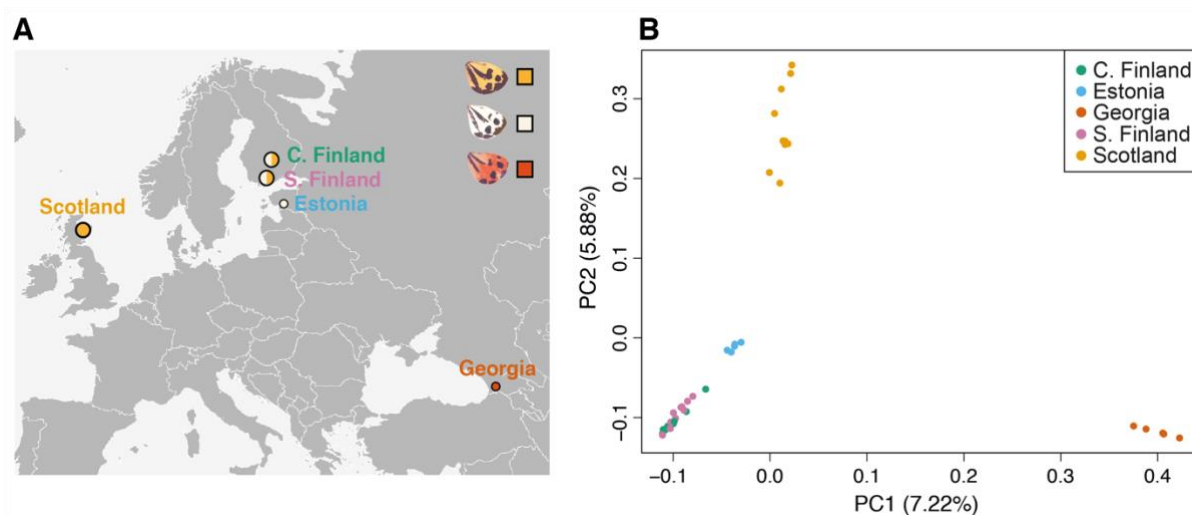 A
C. Finland
S. Finland
Scotland
Estonia
Georgia
B
PC2 (5.88%)
0.3
0.2
0.1
0.0
−0.1
C. Finland
Estonia
Georgia
S. Finland
Scotland
−0.1
0.0
0.1
0.2
0.3
0.4
PC1 (7.22%)